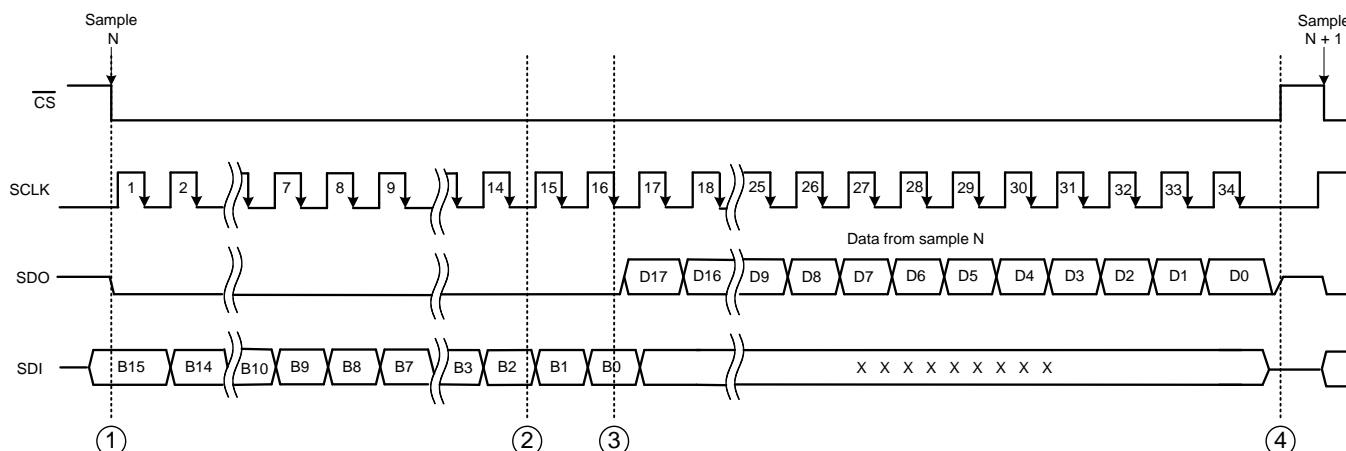 Sample
N
Sample
N + 1
CS
SCLK 1 2 7 8 9 14 15 16 17 18 25 26 27 28 29 30 31 32 33 34
Data from sample N
SDO D17 D16 D9 D8 D7 D6 D5 D4 D3 D2 D1 D0
SDI B15 B14 B10 B9 B8 B7 B3 B2 B1 B0 X X X X X X X X X
1 2 3 4